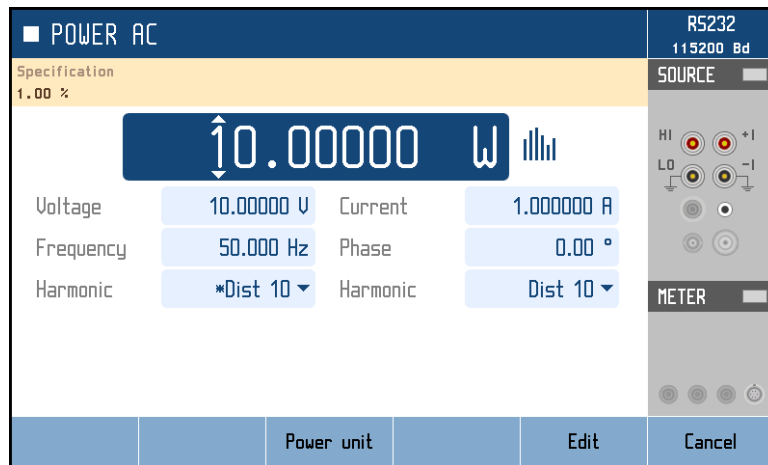 POWER AC
RS232
115200 Bd
Specification
1.00 %
SOURCE
10.00000 W
HI +I
LO -I
Voltage 10.00000 V Current 1.000000 A
Frequency 50.000 Hz Phase 0.00 °
Harmonic *Dist 10 Harmonic Dist 10
METER
Power unit Edit Cancel